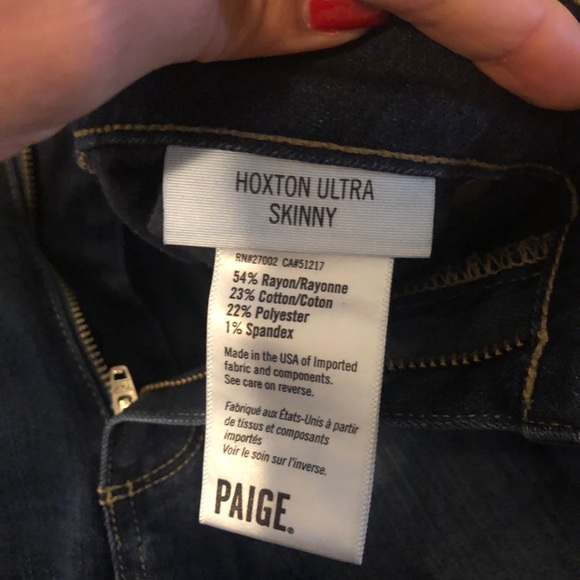 HOXTON ULTRA
SKINNY
RN#27002 CA#51217
54% Rayon/Rayonne
23% Cotton/Coton
22% Polyester
1% Spandex
Made in the USA of Imported
fabric and components.
See care on reverse.
Fabriqué aux États-Unis à partir
de tissus et composants
importés
Voir le soin sur l'inverse.
PAIGE.